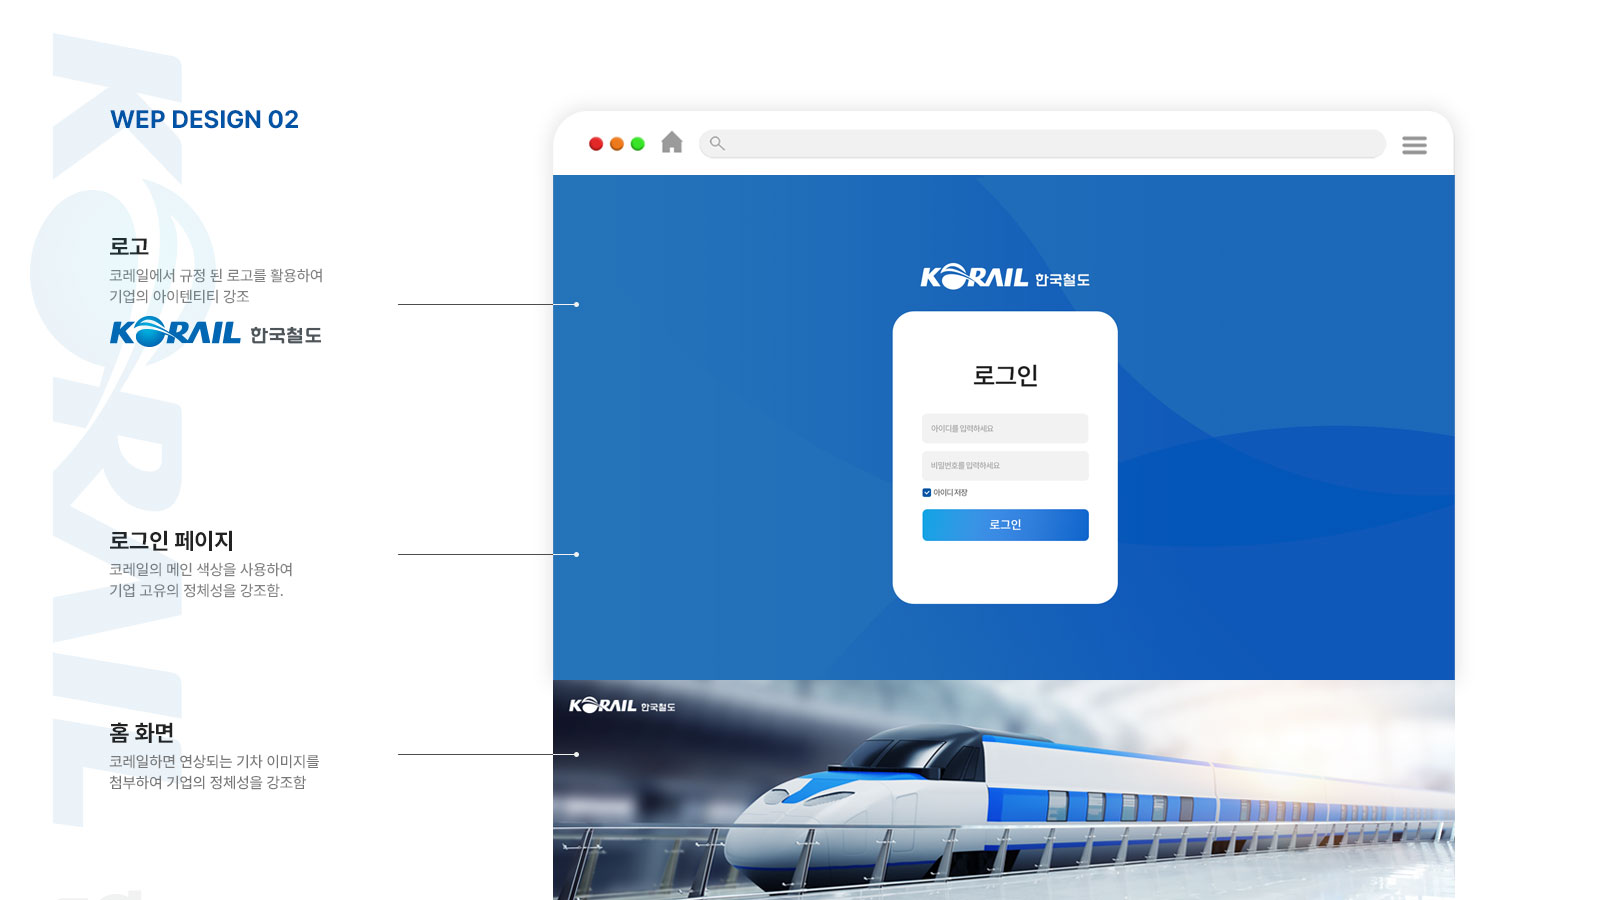 WEP DESIGN 02
로고
코레일에서 규정 된 로고를 활용하여
기업의 아이텐티티 강조
KORAIL 한국철도
로그인 페이지
코레일의 메인 색상을 사용하여
기업 고유의 정체성을 강조함.
홈 화면
코레일하면 연상되는 기차 이미지를
첨부하여 기업의 정체성을 강조함
KORAIL 한국철도
로그인
아이디를 입력하세요
비밀번호를 입력하세요
아이디 저장
로그인
KORAIL 한국철도
KORAIL